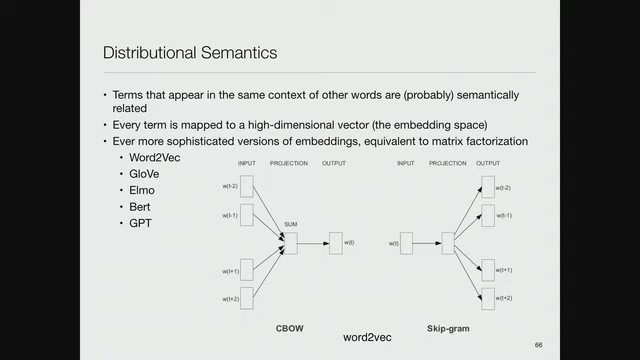 Distributional Semantics
• Terms that appear in the same context of other words are (probably) semantically
related
• Every term is mapped to a high-dimensional vector (the embedding space)
• Ever more sophisticated versions of embeddings, equivalent to matrix factorization
• Word2Vec
• GloVe
• Elmo
• Bert
• GPT
INPUT PROJECTION OUTPUT
w(t-2)
w(t-1)
SUM
w(t)
w(t+1)
w(t+2)
CBOW
INPUT PROJECTION OUTPUT
w(t-2)
w(t-1)
w(t)
w(t+1)
w(t+2)
Skip-gram
word2vec
66